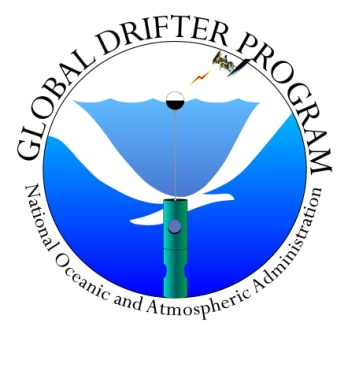 GLOBAL DRIFTER PROGRAM
National Oceanic and Atmospheric Administration